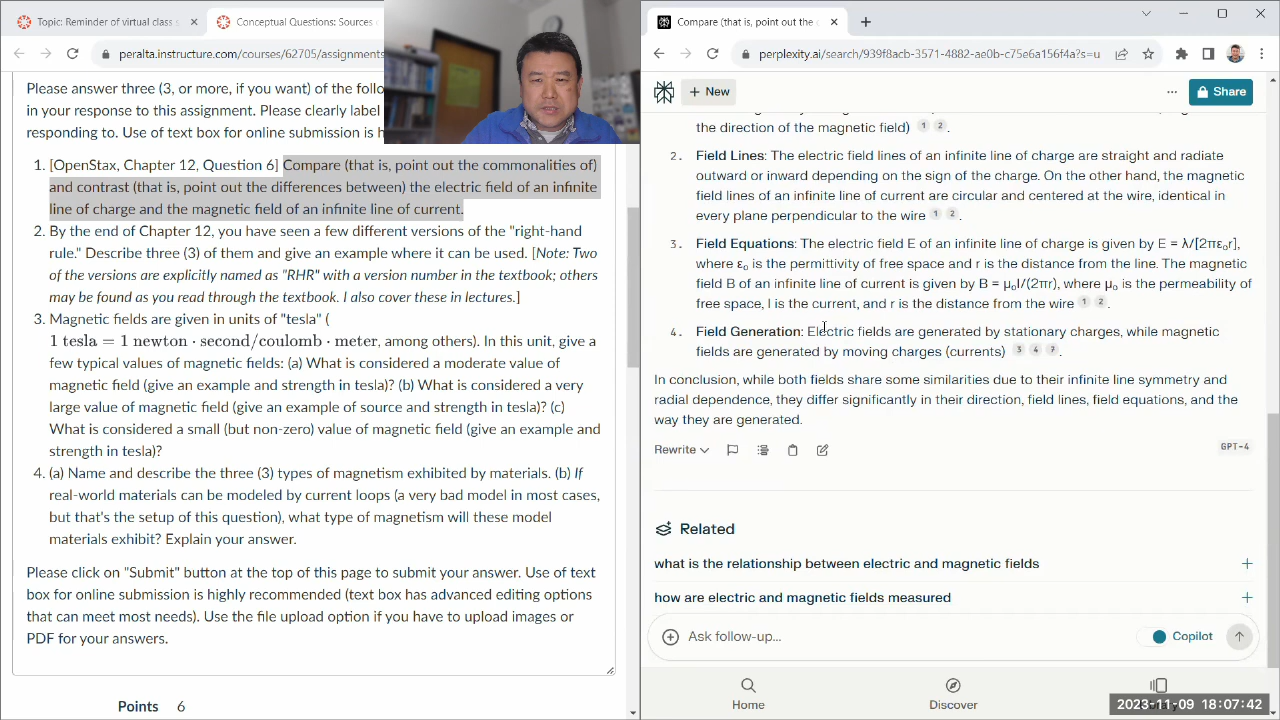 Topic: Reminder of virtual class s
Conceptual Questions: Sources
Compare (that is, point out the c
peralta.instructure.com/courses/62705/assignments
perplexity.ai/search/939f8acb-3571-4882-ae0b-c75e6a156f4a?s=u
New
Share
Please answer three (3, or more, if you want) of the follo
in your response to this assignment. Please clearly label
responding to. Use of text box for online submission is h
1. [OpenStax, Chapter 12, Question 6] Compare (that is, point out the commonalities of)
and contrast (that is, point out the differences between) the electric field of an infinite
line of charge and the magnetic field of an infinite line of current.
2. By the end of Chapter 12, you have seen a few different versions of the "right-hand
rule." Describe three (3) of them and give an example where it can be used. [Note: Two
of the versions are explicitly named as "RHR" with a version number in the textbook; others
may be found as you read through the textbook. I also cover these in lectures.]
3. Magnetic fields are given in units of "tesla" (
1 tesla = 1 newton · second/coulomb · meter, among others). In this unit, give a
few typical values of magnetic fields: (a) What is considered a moderate value of
magnetic field (give an example and strength in tesla)? (b) What is considered a very
large value of magnetic field (give an example of source and strength in tesla)? (c)
What is considered a small (but non-zero) value of magnetic field (give an example and
strength in tesla)?
4. (a) Name and describe the three (3) types of magnetism exhibited by materials. (b) If
real-world materials can be modeled by current loops (a very bad model in most cases,
but that's the setup of this question), what type of magnetism will these model
materials exhibit? Explain your answer.
Please click on "Submit" button at the top of this page to submit your answer. Use of text
box for online submission is highly recommended (text box has advanced editing options
that can meet most needs). Use the file upload option if you have to upload images or
PDF for your answers.
Points 6
the direction of the magnetic field) 1 2 .
2. Field Lines: The electric field lines of an infinite line of charge are straight and radiate
outward or inward depending on the sign of the charge. On the other hand, the magnetic
field lines of an infinite line of current are circular and centered at the wire, identical in
every plane perpendicular to the wire 1 2 .
3. Field Equations: The electric field E of an infinite line of charge is given by E = λ/[2πε₀r],
where ε₀ is the permittivity of free space and r is the distance from the line. The magnetic
field B of an infinite line of current is given by B = μ₀I/(2πr), where μ₀ is the permeability of
free space, I is the current, and r is the distance from the wire 1 2 .
4. Field Generation: Electric fields are generated by stationary charges, while magnetic
fields are generated by moving charges (currents) 3 4 7 .
In conclusion, while both fields share some similarities due to their infinite line symmetry and
radial dependence, they differ significantly in their direction, field lines, field equations, and the
way they are generated.
Rewrite
GPT-4
Related
what is the relationship between electric and magnetic fields
how are electric and magnetic fields measured
Ask follow-up...
Copilot
Home
Discover
2023-11-09 18:07:42